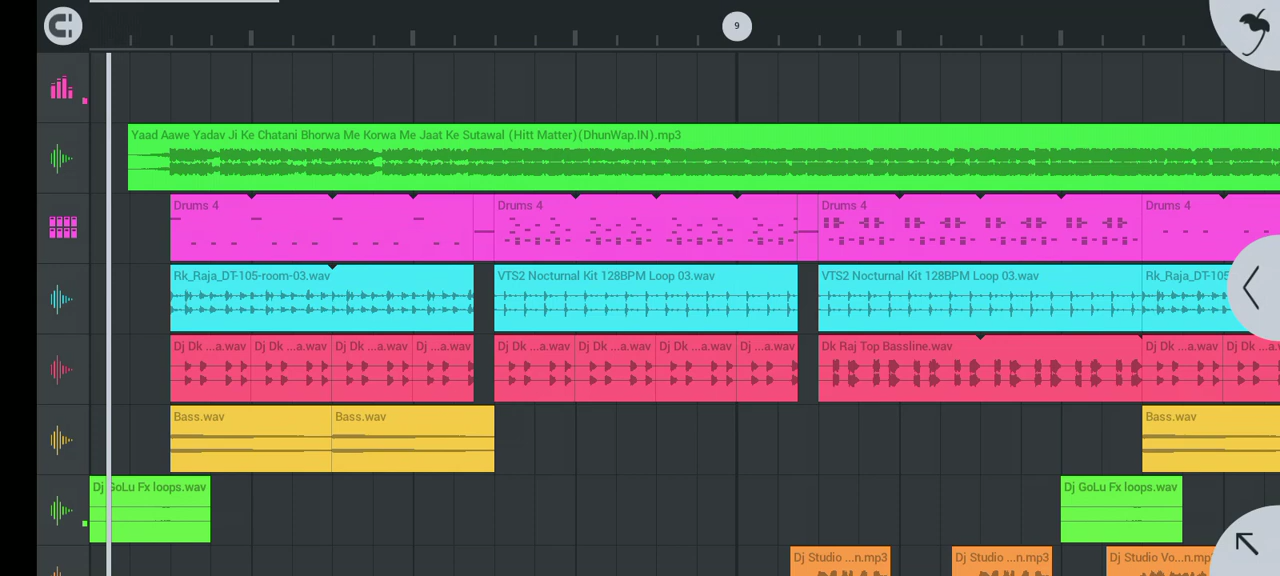 9
Yaad Aawe Yadav Ji Ke Chatani Bhorwa Me Korwa Me Jaat Ke Sutawal (Hitt Matter)(DhunWap.IN).mp3
Drums 4 Drums 4 Drums 4 Drums 4
Rk_Raja_DT-105-room-03.wav VTS2 Nocturnal Kit 128BPM Loop 03.wav VTS2 Nocturnal Kit 128BPM Loop 03.wav Rk_Raja_DT-105
Dj Dk ...a.wav Dj Dk ...a.wav Dj Dk ...a.wav Dj ...a.wav Dj Dk ...a.wav Dj Dk ...a.wav Dj Dk ...a.wav Dj ...a.wav Dk Raj Top Bassline.wav Dj Dk ...a.wav Dj Dk ...a.w
Bass.wav Bass.wav Bass.wav
Dj GoLu Fx loops.wav Dj GoLu Fx loops.wav
Dj Studio ...n.mp3 Dj Studio ...n.mp3 Dj Studio Vo...n.mp